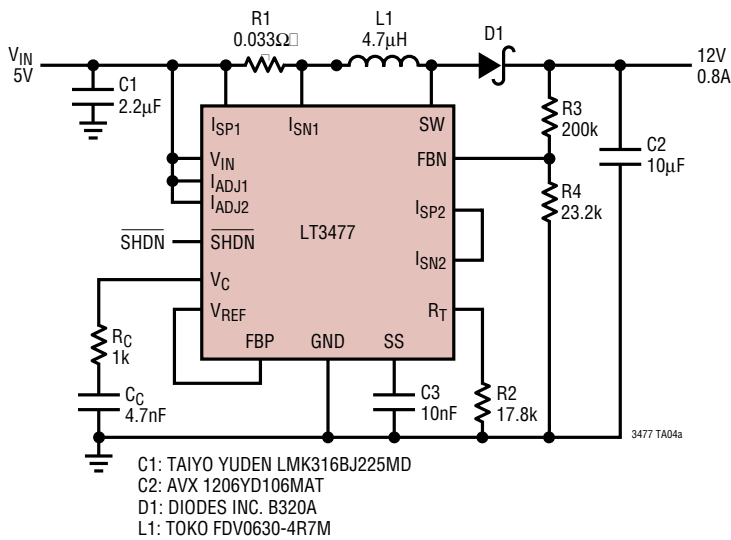 R1
0.033Ω
L1
4.7µH
D1
VIN
5V
12V
0.8A
C1
2.2µF
R3
200k
C2
10µF
R4
23.2k
ISP1
ISN1
SW
VIN
FBN
IADJ1
IADJ2
ISP2
SHDN
SHDN
LT3477
ISN2
VC
VREF
RT
FBP
GND
SS
RC
1k
CC
4.7nF
C3
10nF
R2
17.8k
3477 TA04a
C1: TAIYO YUDEN LMK316BJ225MD
C2: AVX 1206YD106MAT
D1: DIODES INC. B320A
L1: TOKO FDV0630-4R7M